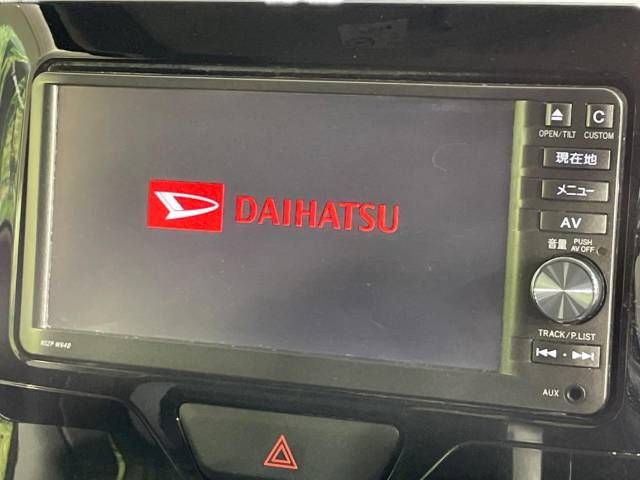 DAIHATSU
OPEN/TILT
C
CUSTOM
現在地
メニュー
AV
音量 PUSH AV OFF
TRACK/P.LIST
AUX